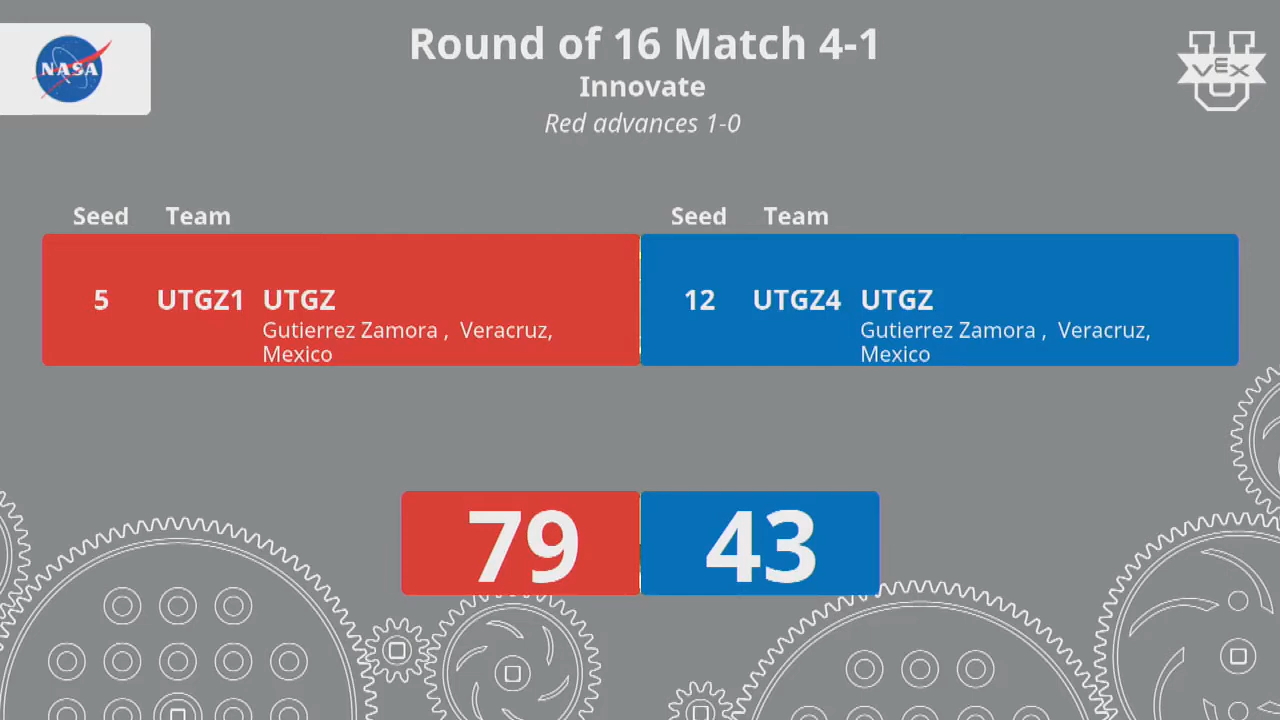 NASA
Round of 16 Match 4-1
Innovate
Red advances 1-0
VEX U
Seed Team
Seed Team
5 UTGZ1 UTGZ
Gutierrez Zamora , Veracruz,
Mexico
12 UTGZ4 UTGZ
Gutierrez Zamora , Veracruz,
Mexico
79
43